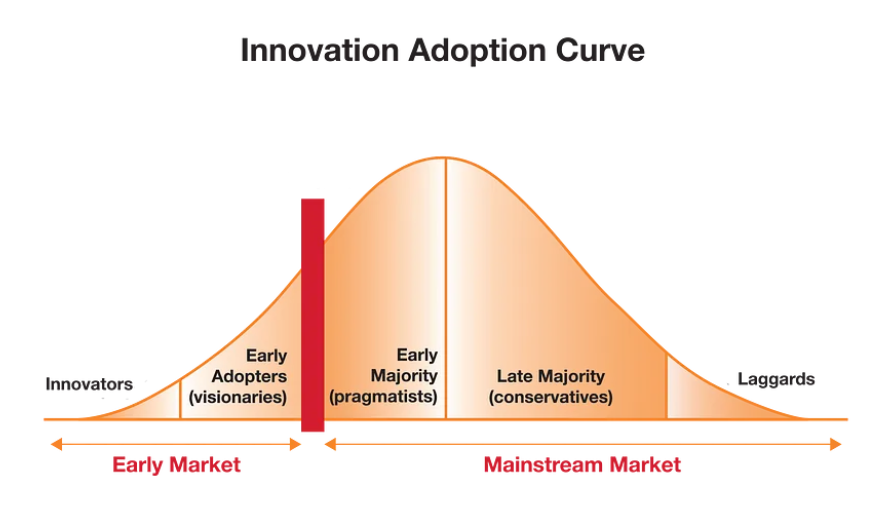 Innovation Adoption Curve
Innovators
Early
Adopters
(visionaries)
Early
Majority
(pragmatists)
Late Majority
(conservatives)
Laggards
Early Market
Mainstream Market